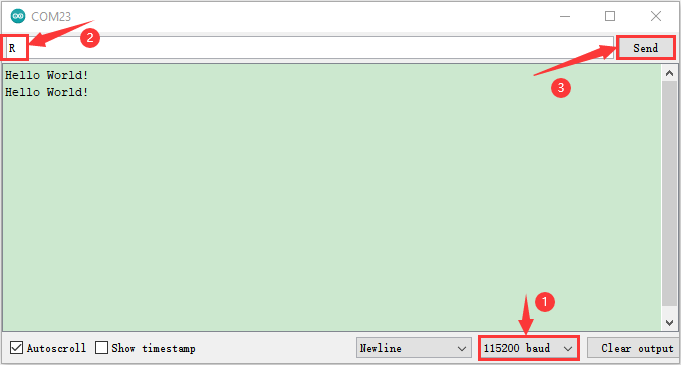 COM23
2
R
Send
3
Hello World!
Hello World!
1
Autoscroll Show timestamp Newline 115200 baud Clear output